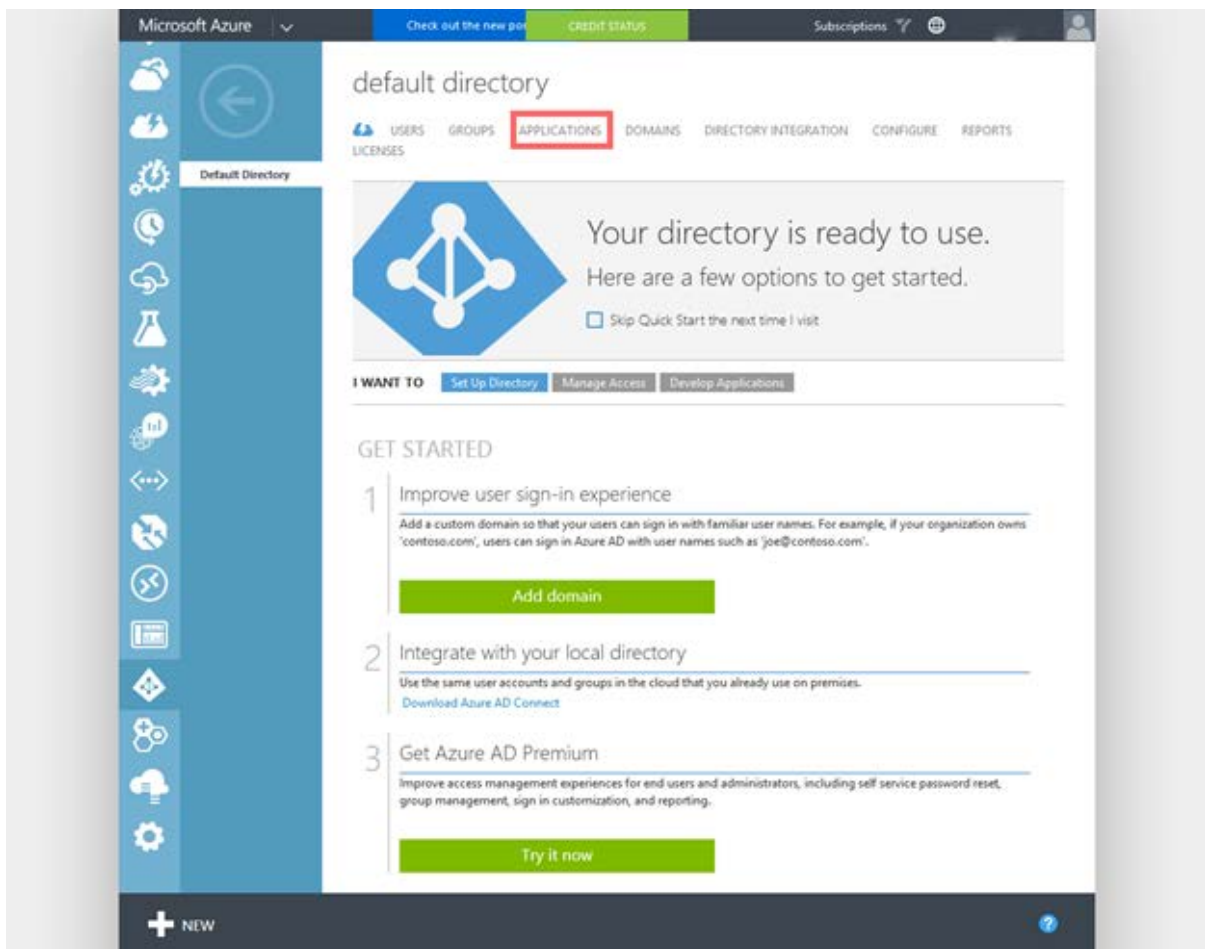 Microsoft Azure
Check out the new por
CREDIT STATUS
Subscriptions
default directory
USERS GROUPS APPLICATIONS DOMAINS DIRECTORY INTEGRATION CONFIGURE REPORTS
LICENSES
Default Directory
Your directory is ready to use.
Here are a few options to get started.
Skip Quick Start the next time I visit
I WANT TO Set Up Directory Manage Access Develop Applications
GET STARTED
1 Improve user sign-in experience
Add a custom domain so that your users can sign in with familiar user names. For example, if your organization owns
'contoso.com', users can sign in Azure AD with user names such as 'joe@contoso.com'.
Add domain
2 Integrate with your local directory
Use the same user accounts and groups in the cloud that you already use on premises.
Download Azure AD Connect
3 Get Azure AD Premium
Improve access management experiences for end users and administrators, including self service password reset,
group management, sign in customization, and reporting.
Try it now
NEW
?